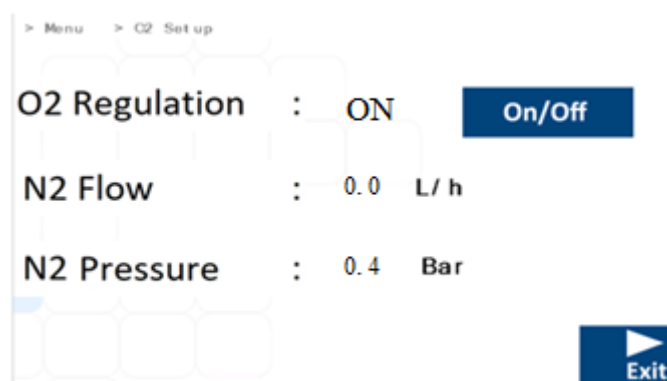 > Menu > O2 Set up
O2 Regulation : ON On/Off
N2 Flow : 0.0 L/h
N2 Pressure : 0.4 Bar
Exit